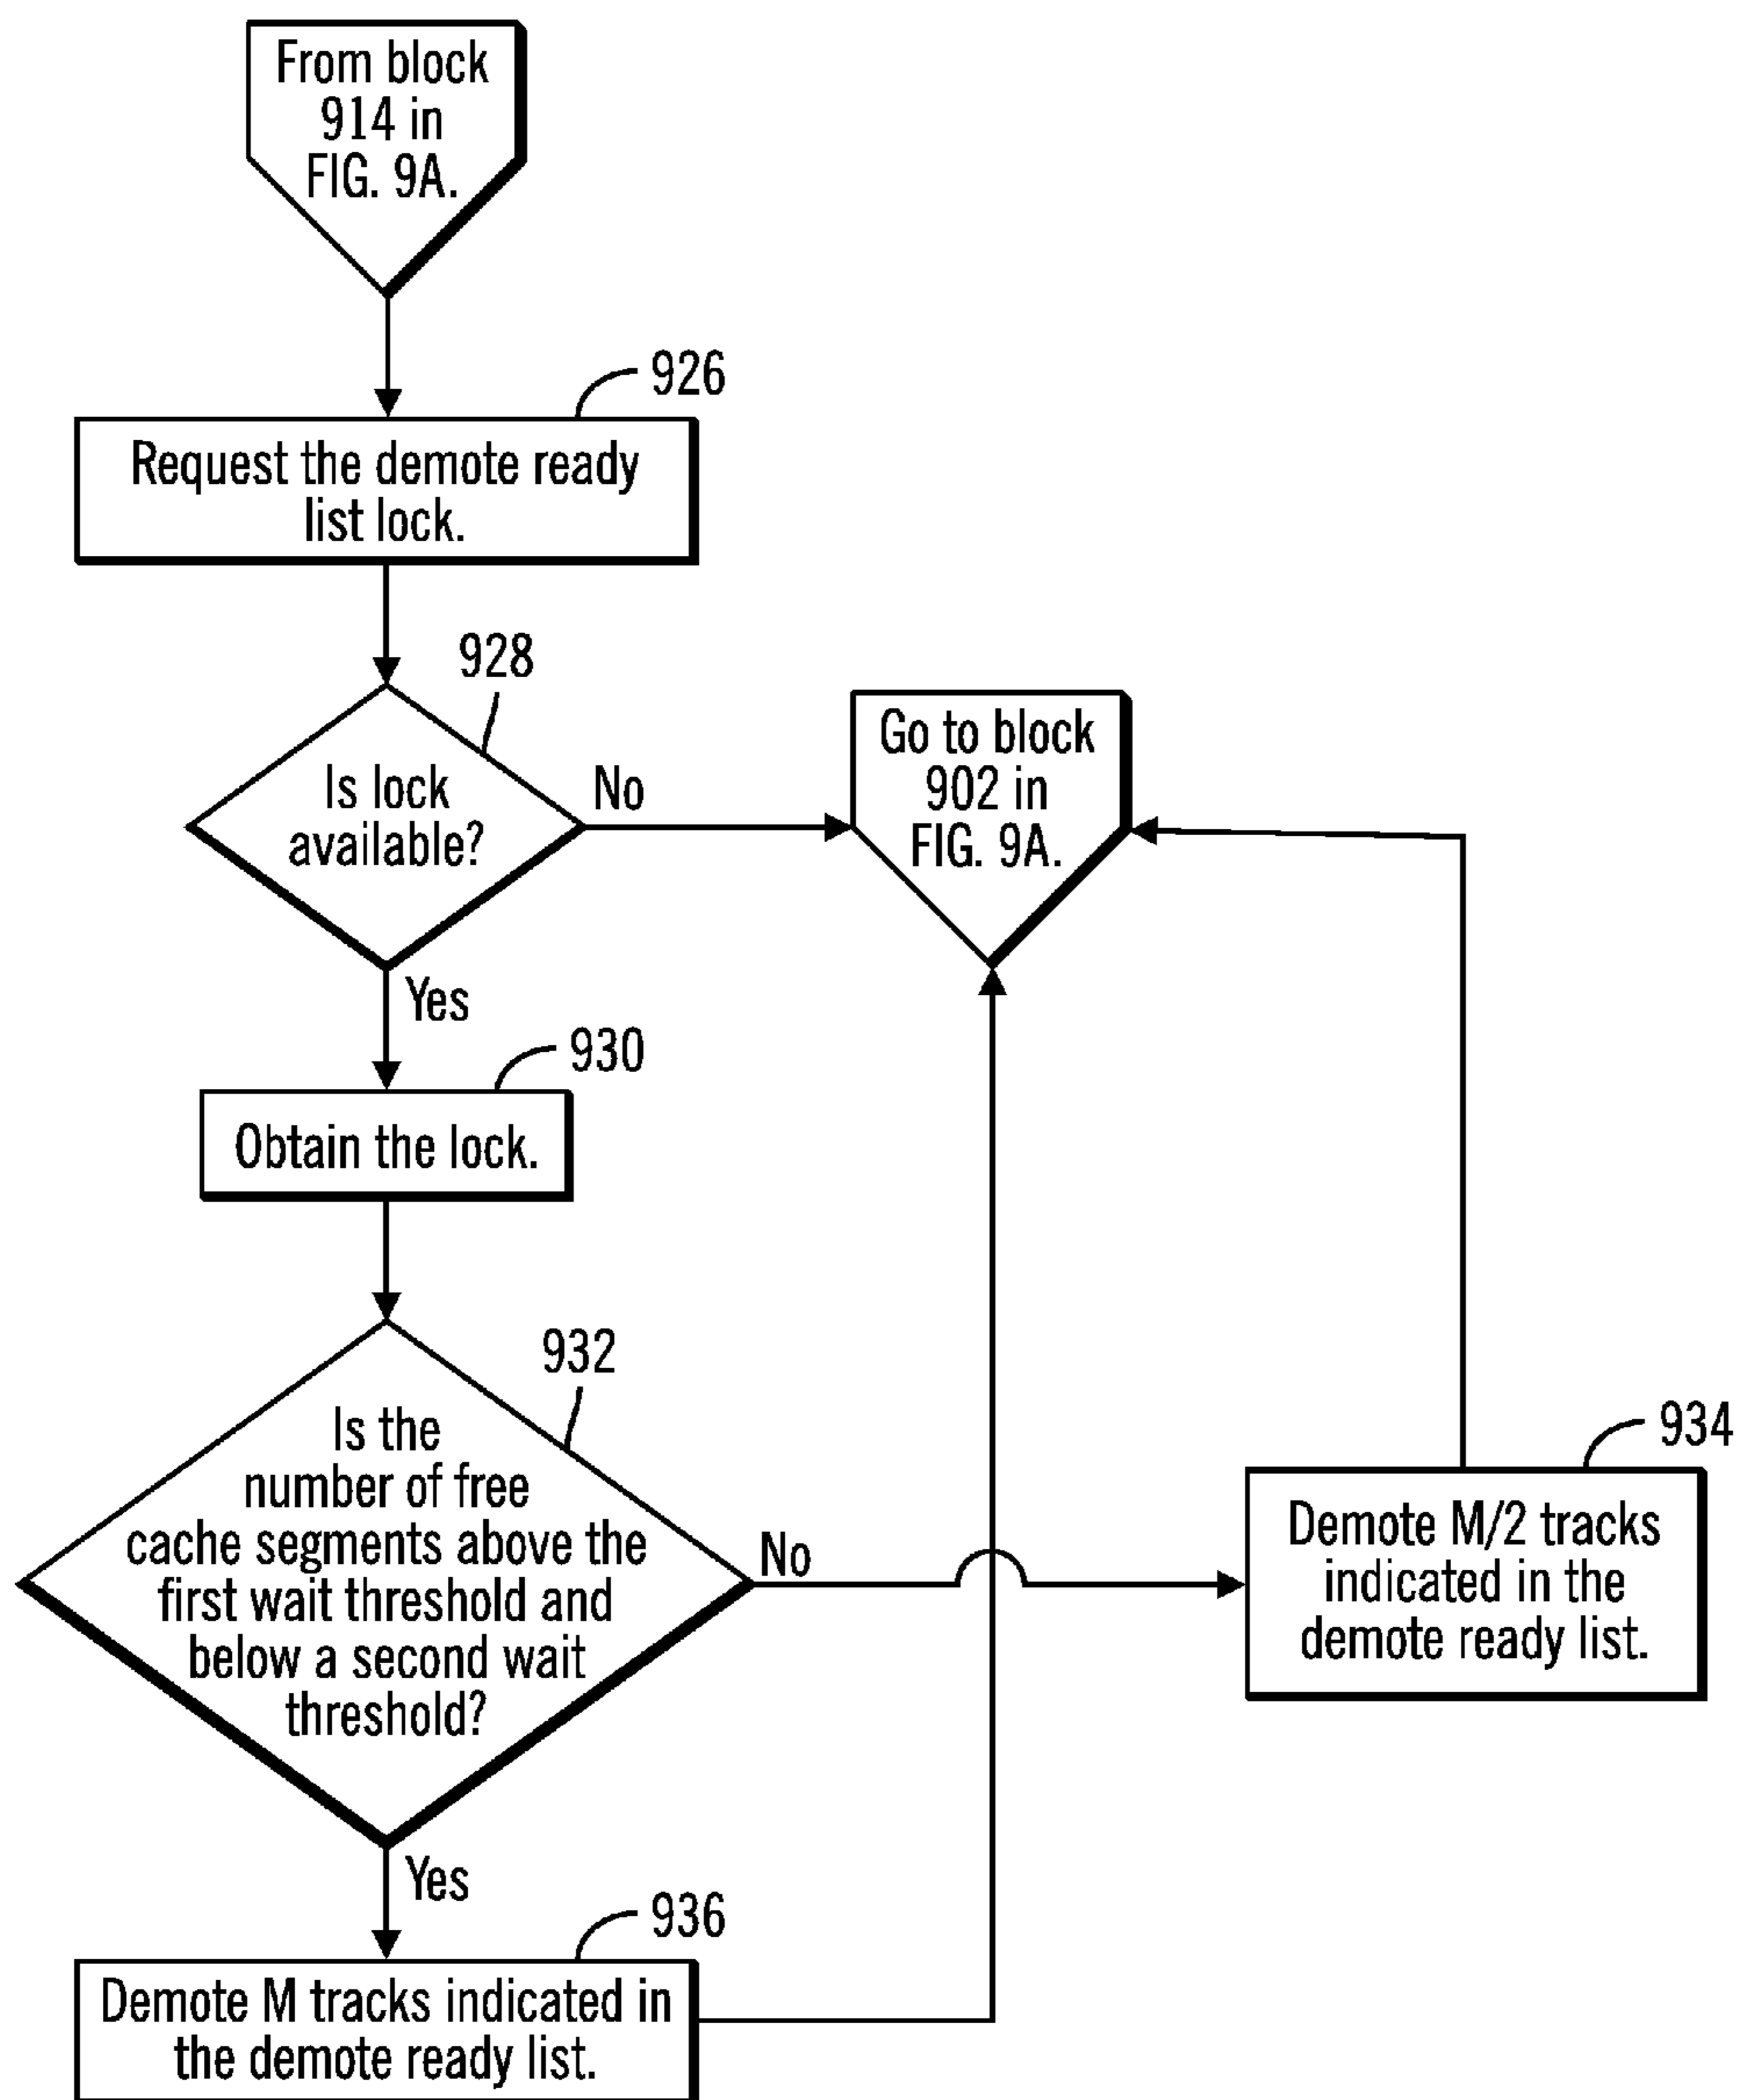 From block
914 in
FIG. 9A.
926
Request the demote ready
list lock.
928
Is lock
available?
No
Go to block
902 in
FIG. 9A.
Yes
930
Obtain the lock.
932
Is the
number of free
cache segments above the
first wait threshold and
below a second wait
threshold?
No
934
Demote M/2 tracks
indicated in the
demote ready list.
Yes
936
Demote M tracks indicated in
the demote ready list.